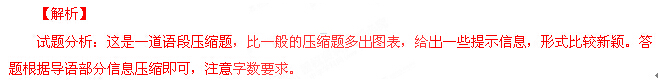 【解析】
试题分析：这是一道语段压缩题，比一般的压缩题多出图表，给出一些提示信息，形式比较新颖。答
题根据导语部分信息压缩即可，注意字数要求。